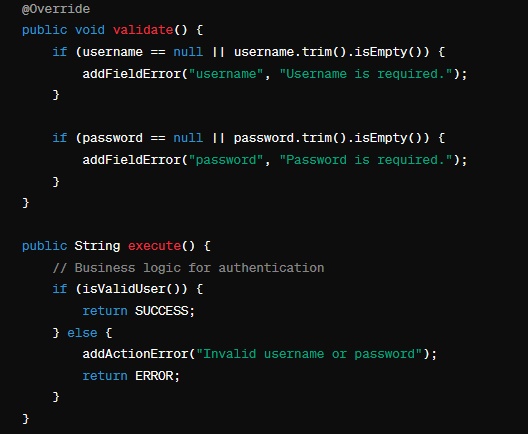 @Override
public void validate() {
    if (username == null || username.trim().isEmpty()) {
        addFieldError("username", "Username is required.");
    }

    if (password == null || password.trim().isEmpty()) {
        addFieldError("password", "Password is required.");
    }
}

public String execute() {
    // Business logic for authentication
    if (isValidUser()) {
        return SUCCESS;
    } else {
        addActionError("Invalid username or password");
        return ERROR;
    }
}